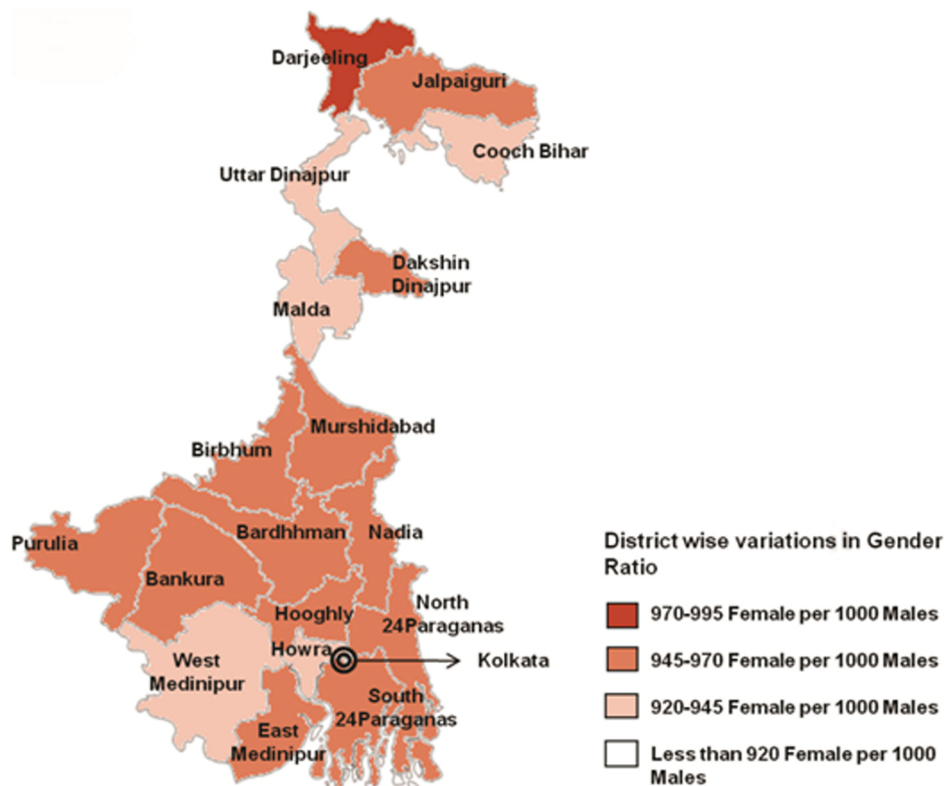 Darjeeling
Jalpaiguri
Cooch Bihar
Uttar Dinajpur
Dakshin
Dinajpur
Malda
Murshidabad
Birbhum
Bardhhman
Nadia
Purulia
Bankura
Hooghly
North
24Paraganas
Howra
Kolkata
West
Medinipur
South
24Paraganas
East
Medinipur
District wise variations in Gender
Ratio
970-995 Female per 1000 Males
945-970 Female per 1000 Males
920-945 Female per 1000 Males
Less than 920 Female per 1000
Males